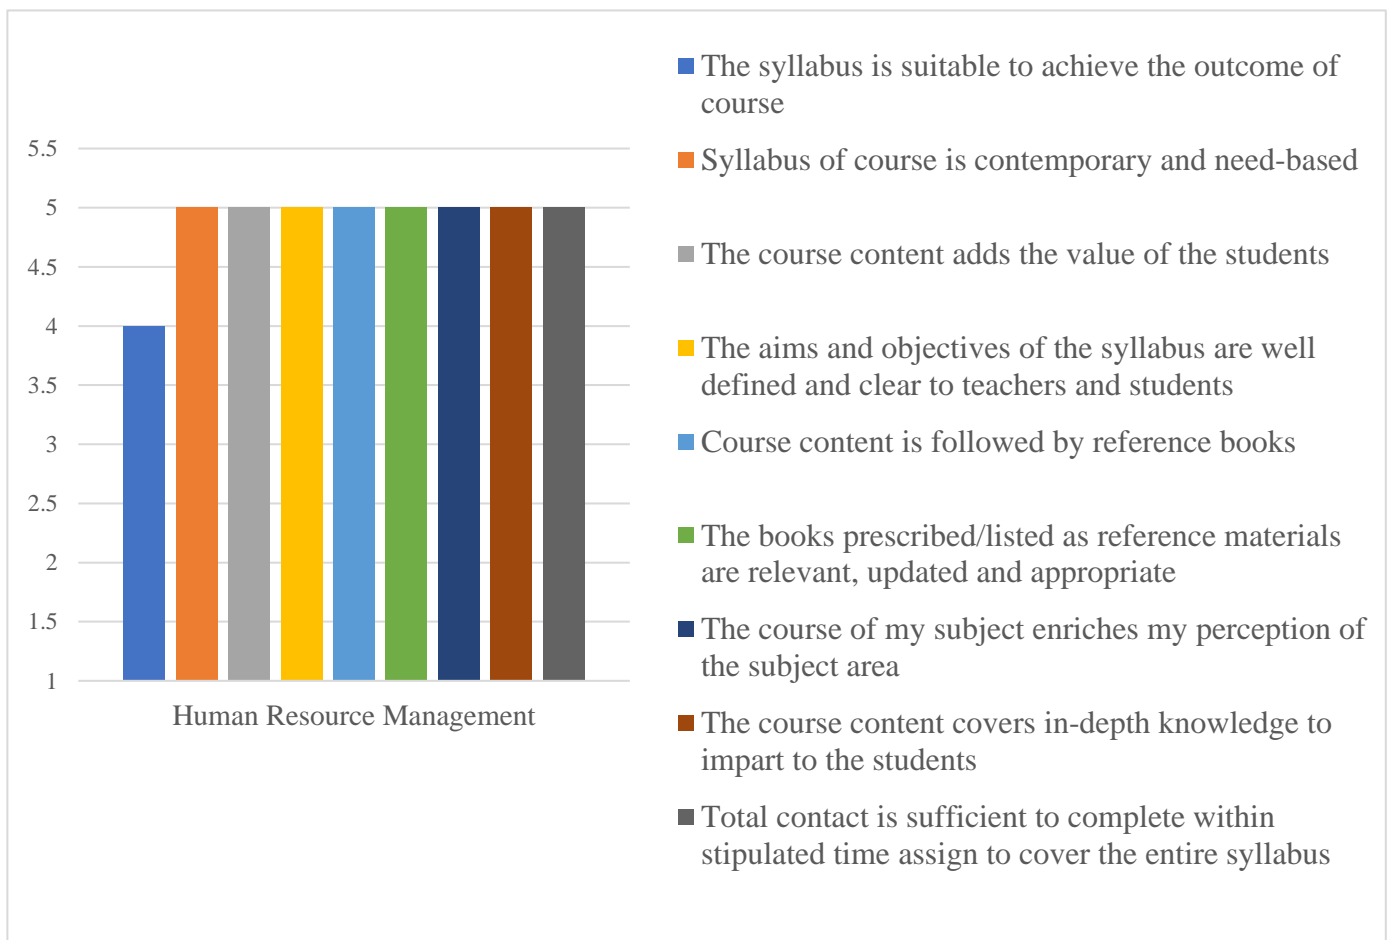 5.5
5
4.5
4
3.5
3
2.5
2
1.5
1
Human Resource Management
The syllabus is suitable to achieve the outcome of
course
Syllabus of course is contemporary and need-based
The course content adds the value of the students
The aims and objectives of the syllabus are well
defined and clear to teachers and students
Course content is followed by reference books
The books prescribed/listed as reference materials
are relevant, updated and appropriate
The course of my subject enriches my perception of
the subject area
The course content covers in-depth knowledge to
impart to the students
Total contact is sufficient to complete within
stipulated time assign to cover the entire syllabus